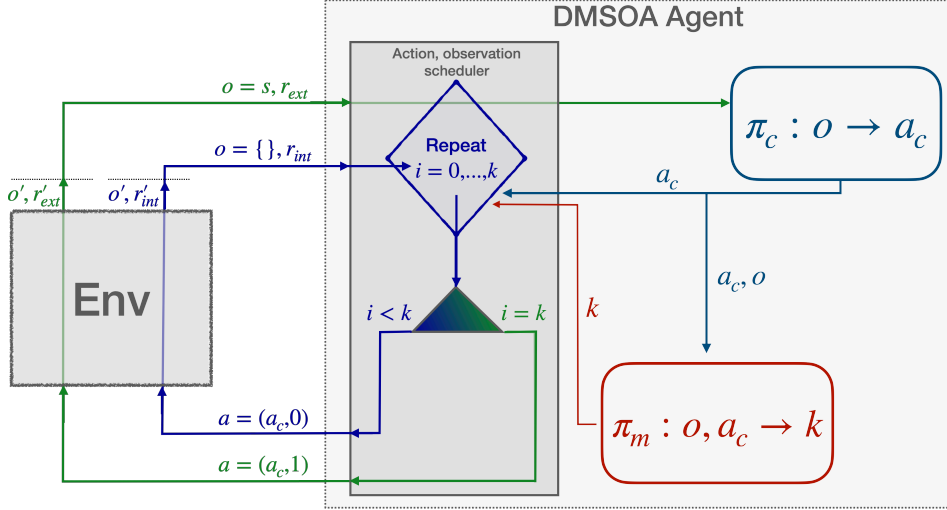 DMSOA Agent
Action, observation
scheduler
o = s, r_ext
π_c : o → a_c
Repeat
i = 0,...,k
o = {}, r_int
a_c
o′, r′_ext
o′, r′_int
Env
a_c, o
i < k
i = k
k
a = (a_c,0)
π_m : o, a_c → k
a = (a_c,1)